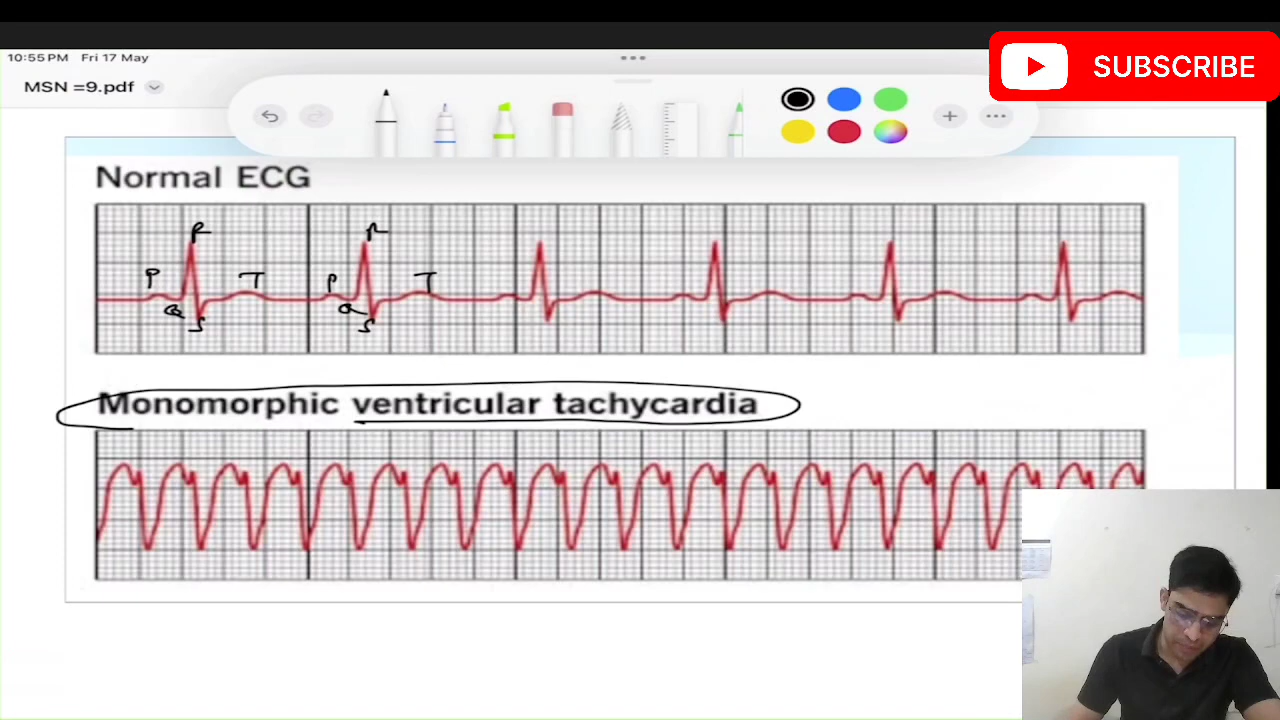 10:55 PM Fri 17 May
SUBSCRIBE
MSN =9.pdf
Normal ECG
R R
P T P T
Q Q
S S
Monomorphic ventricular tachycardia